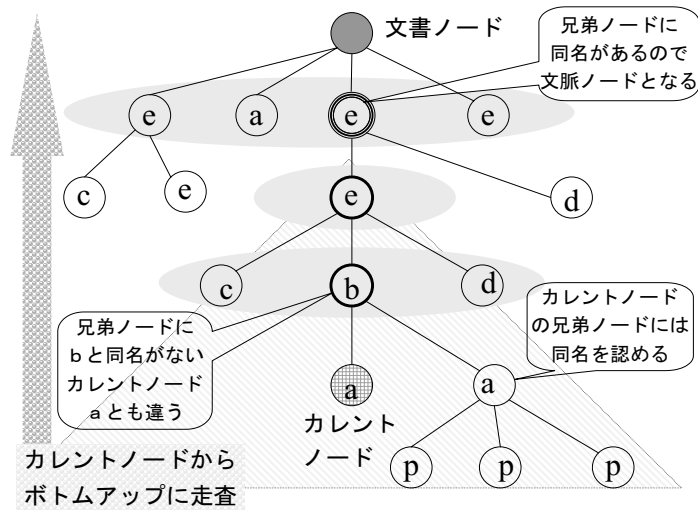 文書ノード
兄弟ノードに
同名があるので
文脈ノードとなる
e
a
e
e
c
e
e
d
c
b
d
カレントノード
の兄弟ノードには
同名を認める
兄弟ノードに
ｂと同名がない
カレントノード
ａとも違う
a
a
カレント
ノード
p
p
p
カレントノードから
ボトムアップに走査